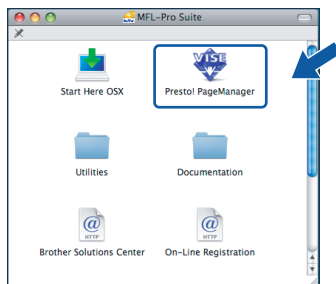 MFL-Pro Suite
VISE
Start Here OSX
Presto! PageManager
Utilities
Documentation
@
@
HTTP
HTTP
Brother Solutions Center
On-Line Registration